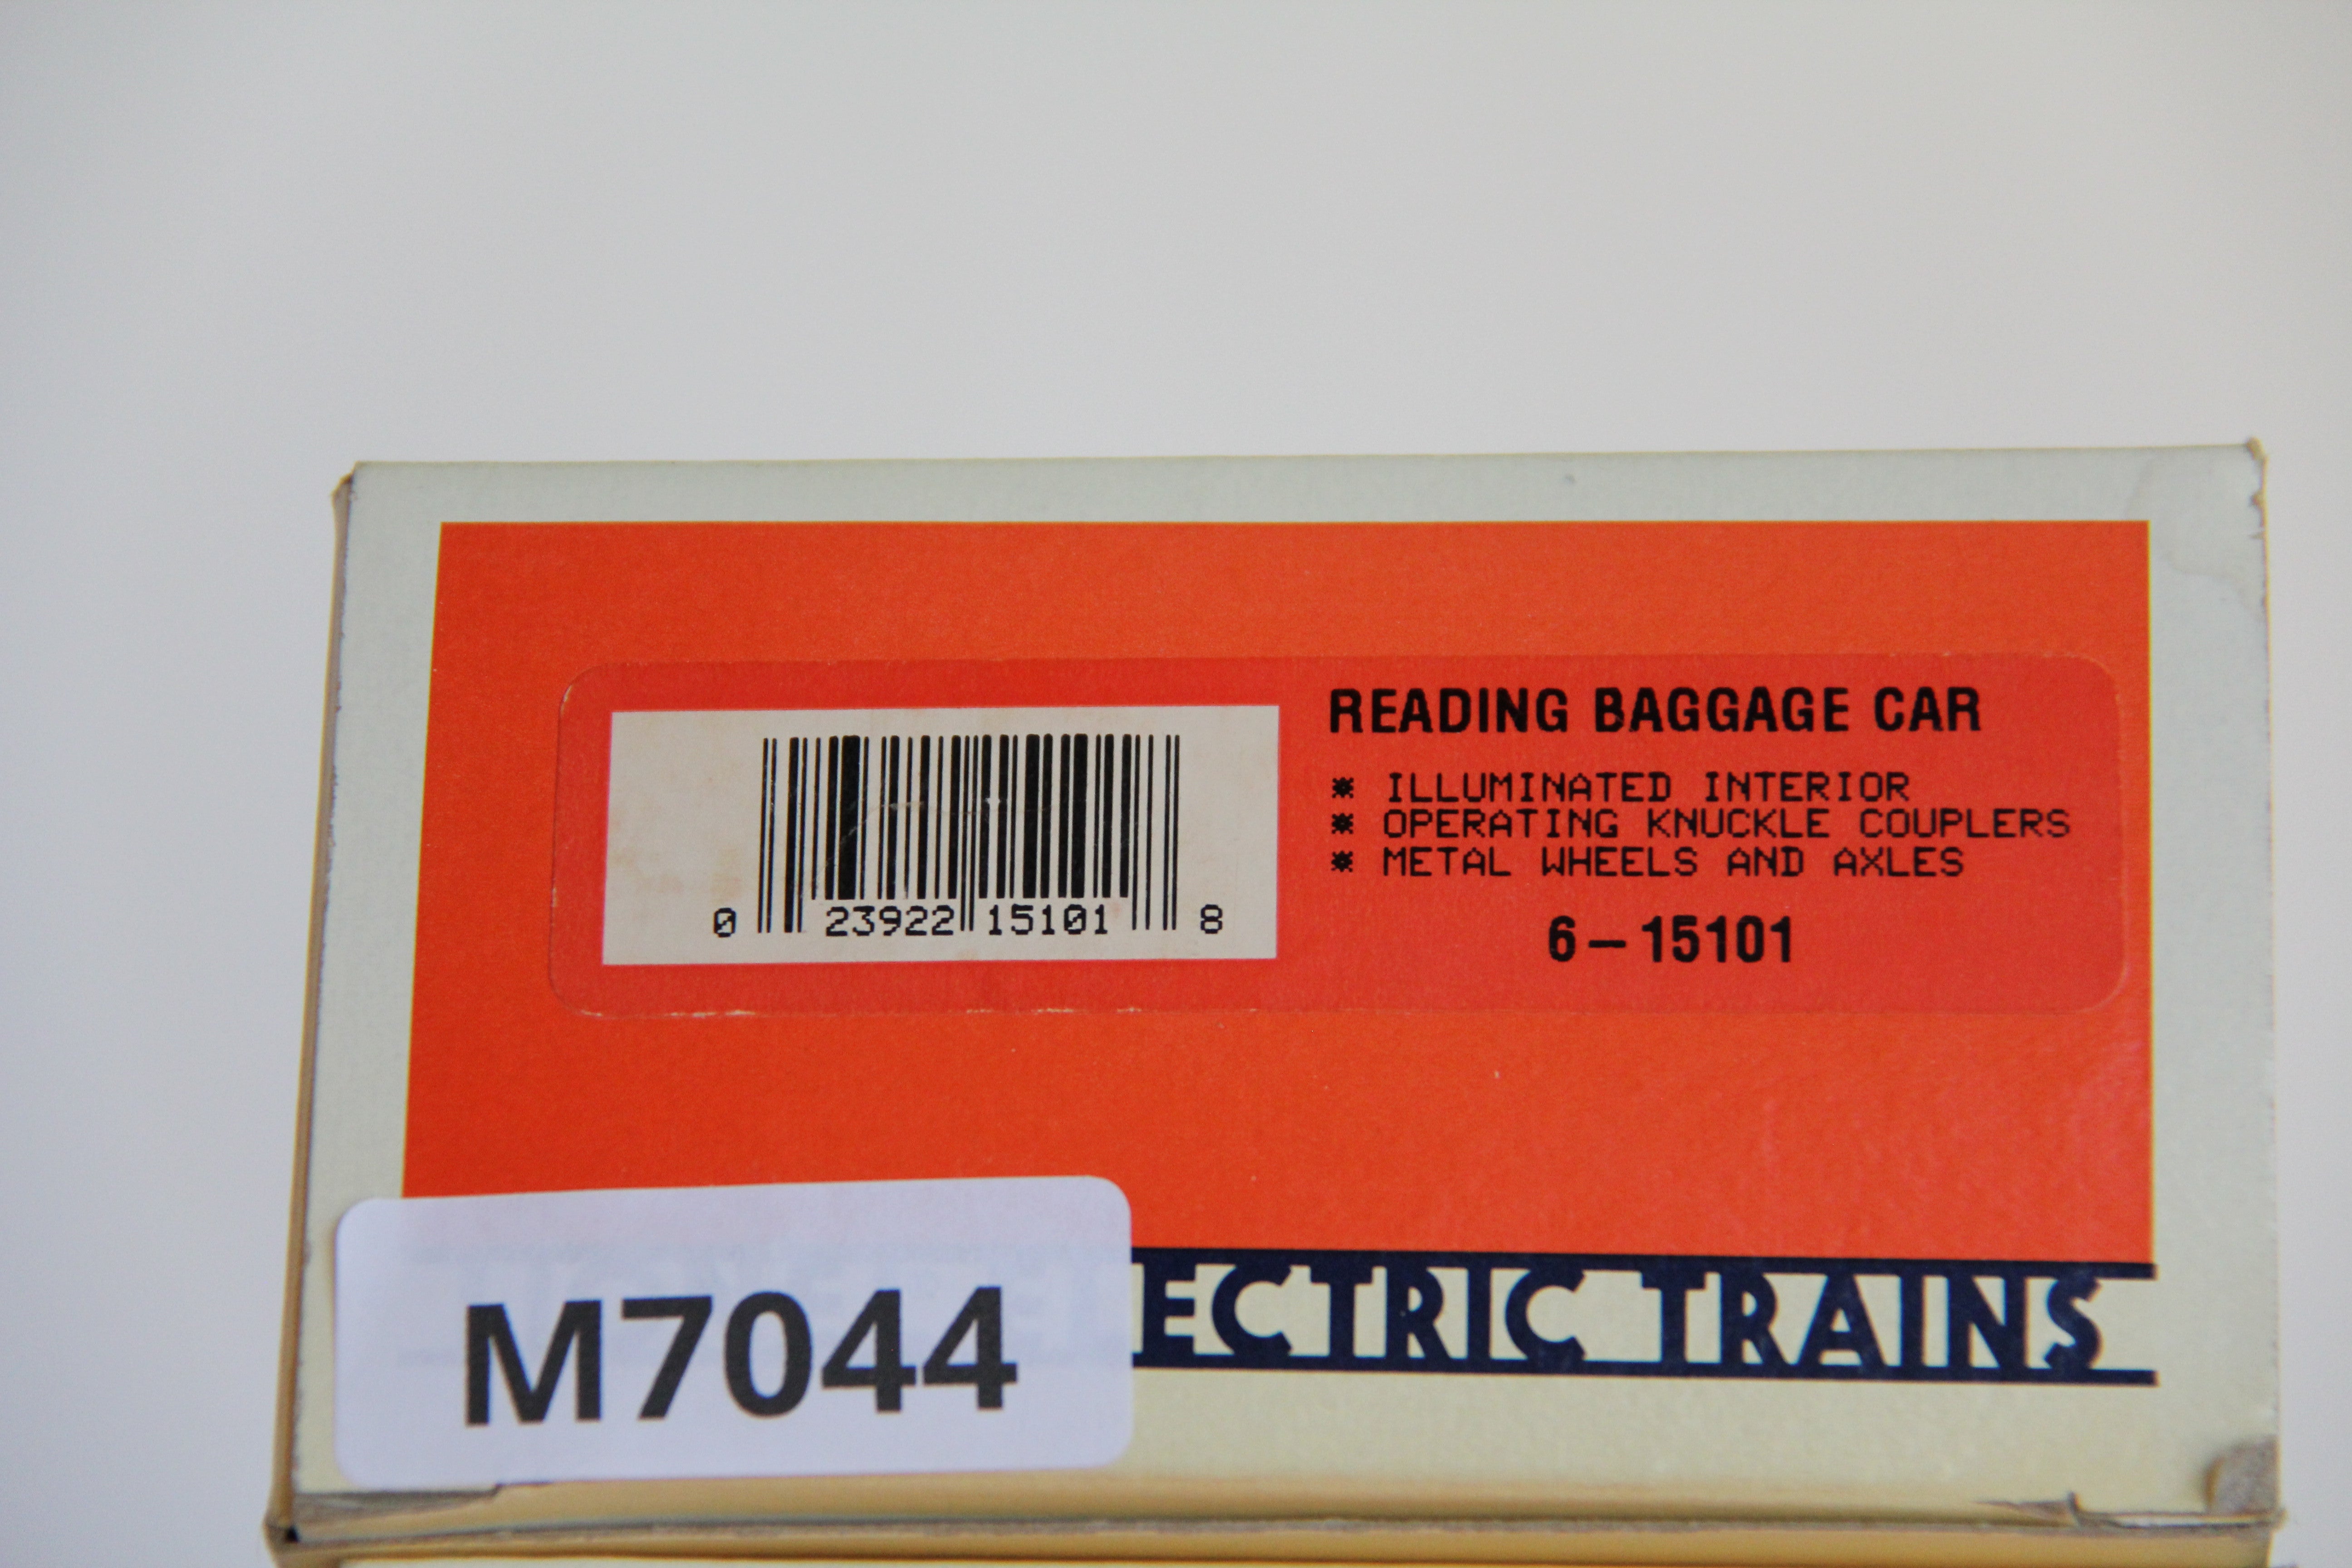 READING BAGGAGE CAR
* ILLUMINATED INTERIOR
* OPERATING KNUCKLE COUPLERS
* METAL WHEELS AND AXLES
6-15101
0 23922 15101 8
M7044
ECTRIC TRAINS